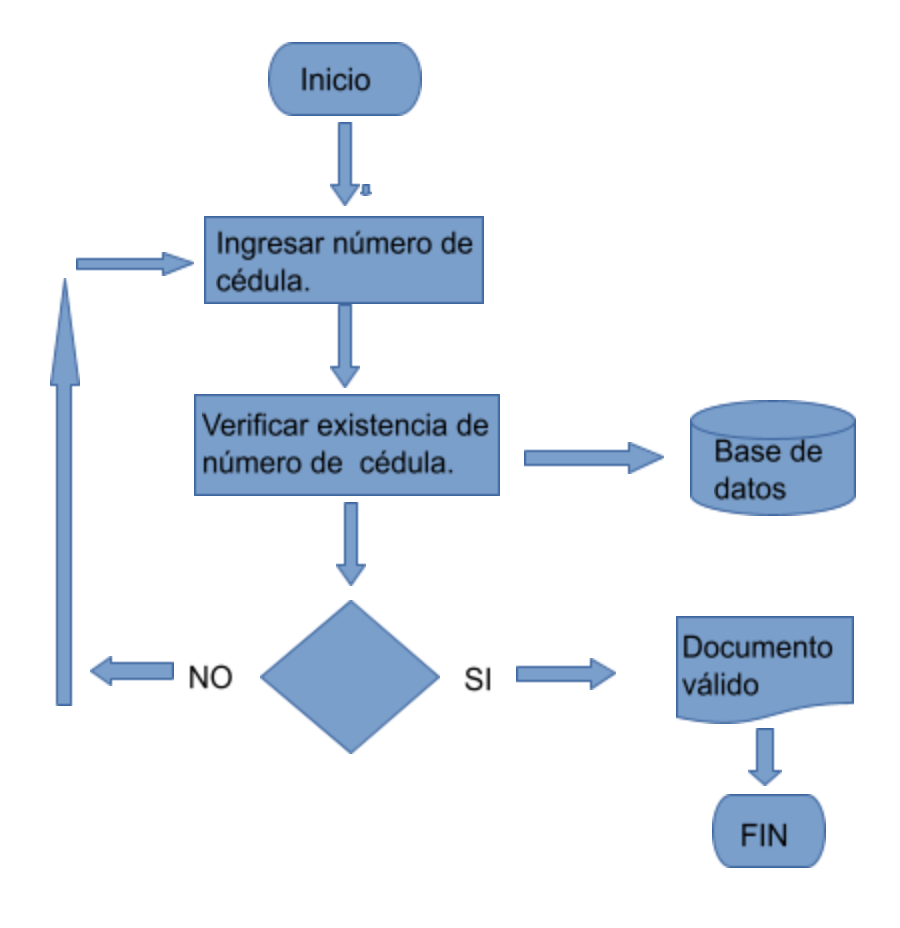 Inicio
Ingresar número de
cédula.
Verificar existencia de
número de cédula.
Base de
datos
NO
SI
Documento
válido
FIN